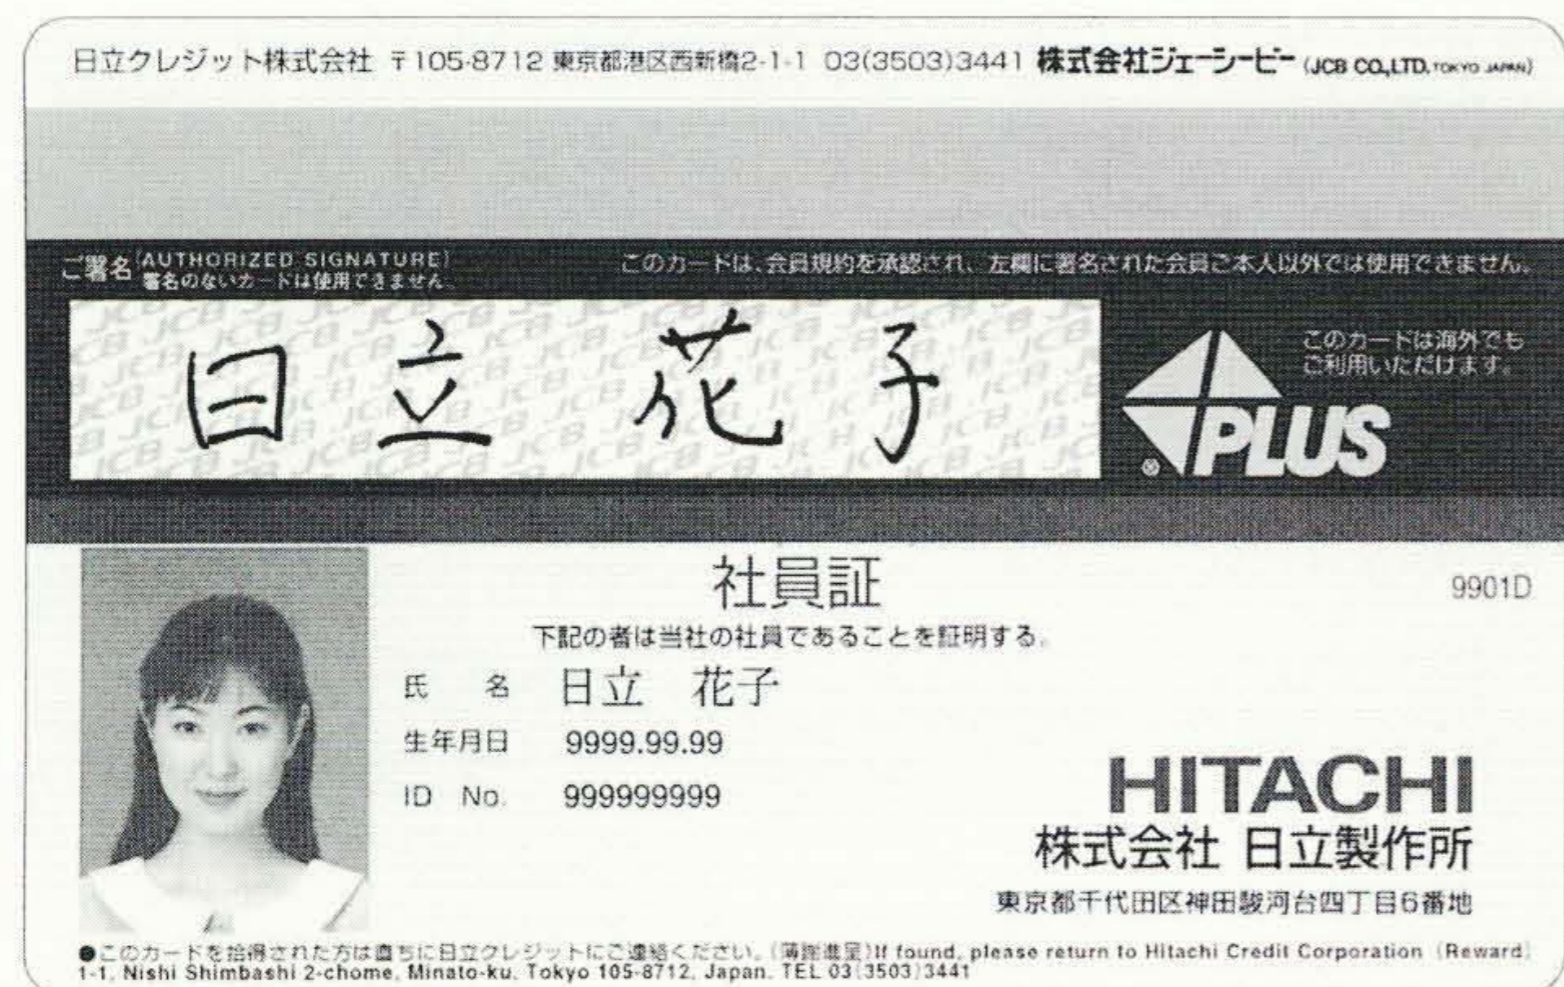 日立クレジット株式会社 〒105-8712 東京都港区西新橋2-1-1 03(3503)3441 株式会社ジェーシービー (JCB CO.,LTD. TOKYO JAPAN)
ご署名 (AUTHORIZED SIGNATURE) このカードは、会員規約を承認され、左欄に署名された会員ご本人以外では使用できません。
署名のないカードは使用できません。
日立 花子
このカードは海外でも
ご利用いただけます。
PLUS®
社員証
9901D
下記の者は当社の社員であることを証明する。
氏 名 日立 花子
生年月日 9999.99.99
ID No. 999999999
HITACHI
株式会社 日立製作所
東京都千代田区神田駿河台四丁目6番地
●このカードを拾得された方は直ちに日立クレジットにご連絡ください。(薄謝進呈)If found, please return to Hitachi Credit Corporation (Reward)
1-1, Nishi Shimbashi 2-chome, Minato-ku, Tokyo 105-8712, Japan. TEL 03(3503)3441